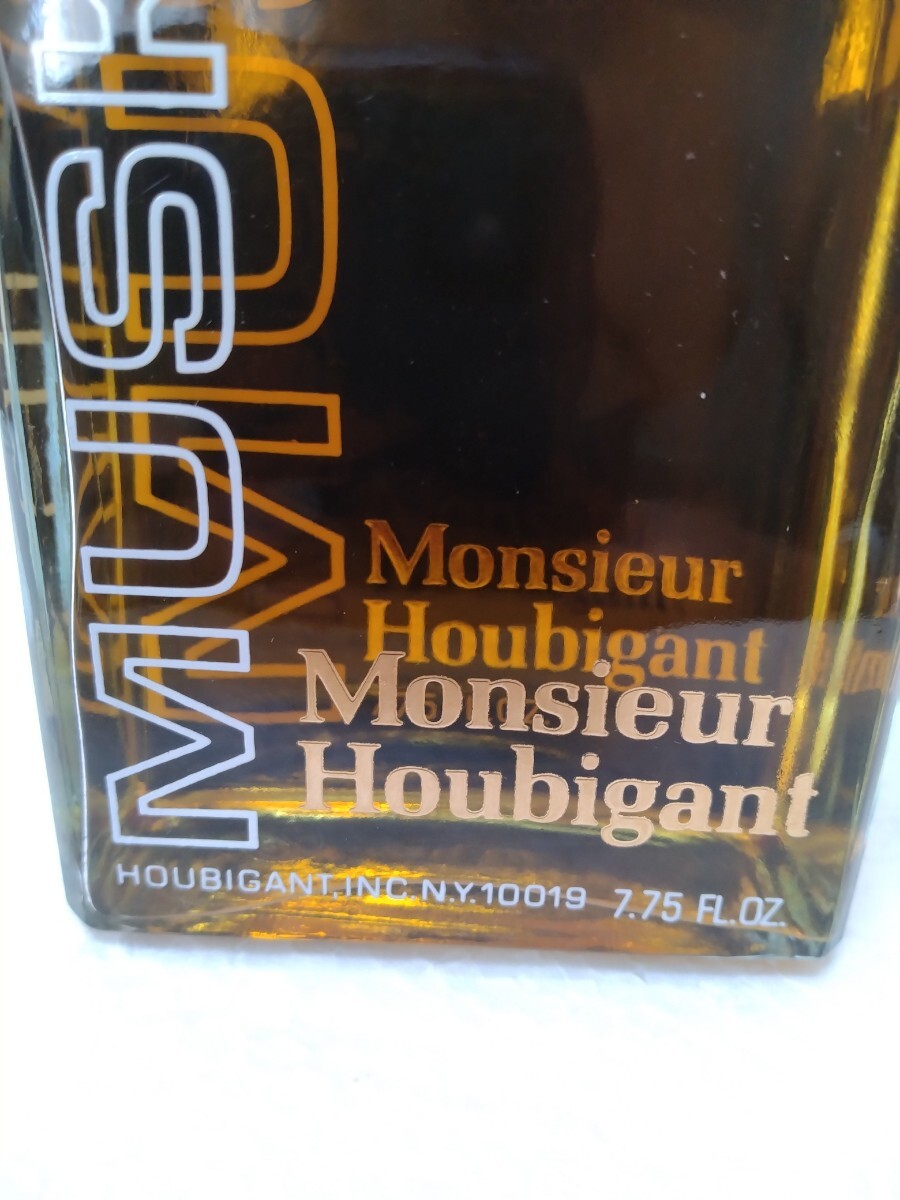 MUSK
Monsieur
Houbigant
Monsieur
Houbigant
HOUBIGANT, INC. N.Y. 10019 7.75 FL. OZ.